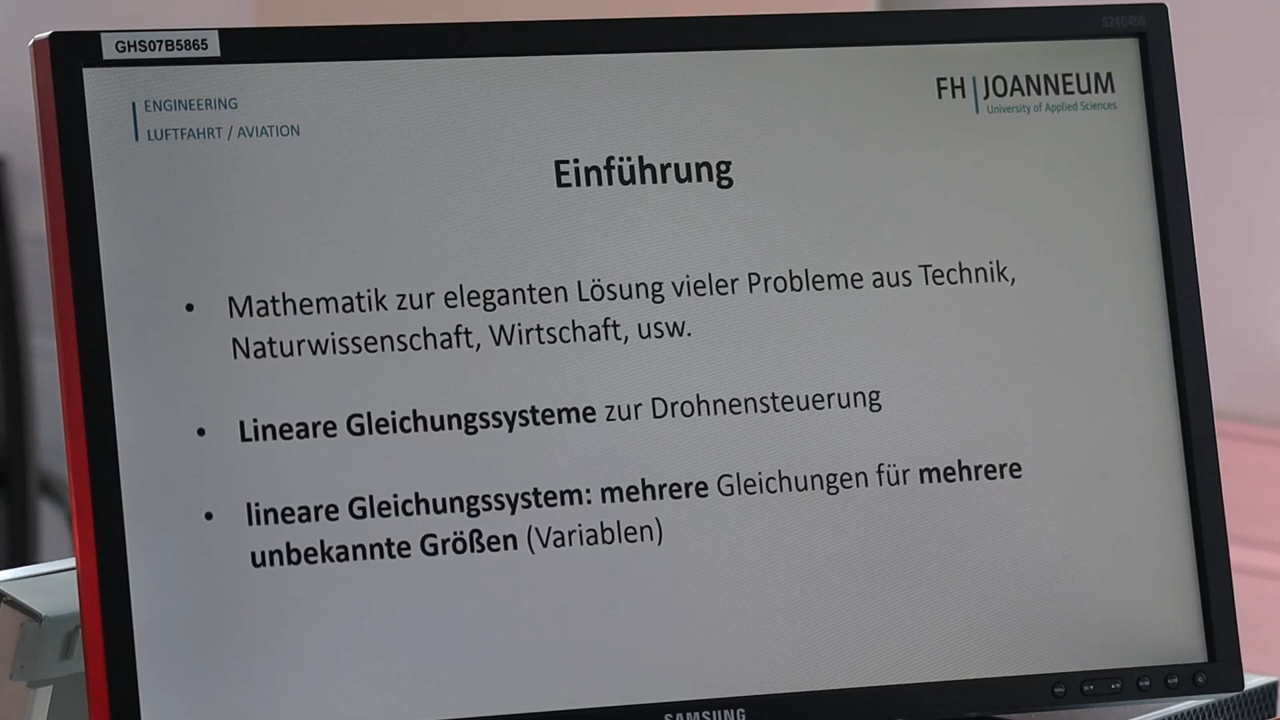 GHS07B5865
S24C450
ENGINEERING
LUFTFAHRT / AVIATION
FH JOANNEUM
University of Applied Sciences
Einführung
• Mathematik zur eleganten Lösung vieler Probleme aus Technik,
Naturwissenschaft, Wirtschaft, usw.
• Lineare Gleichungssysteme zur Drohnensteuerung
• lineare Gleichungssystem: mehrere Gleichungen für mehrere
unbekannte Größen (Variablen)
SAMSUNG